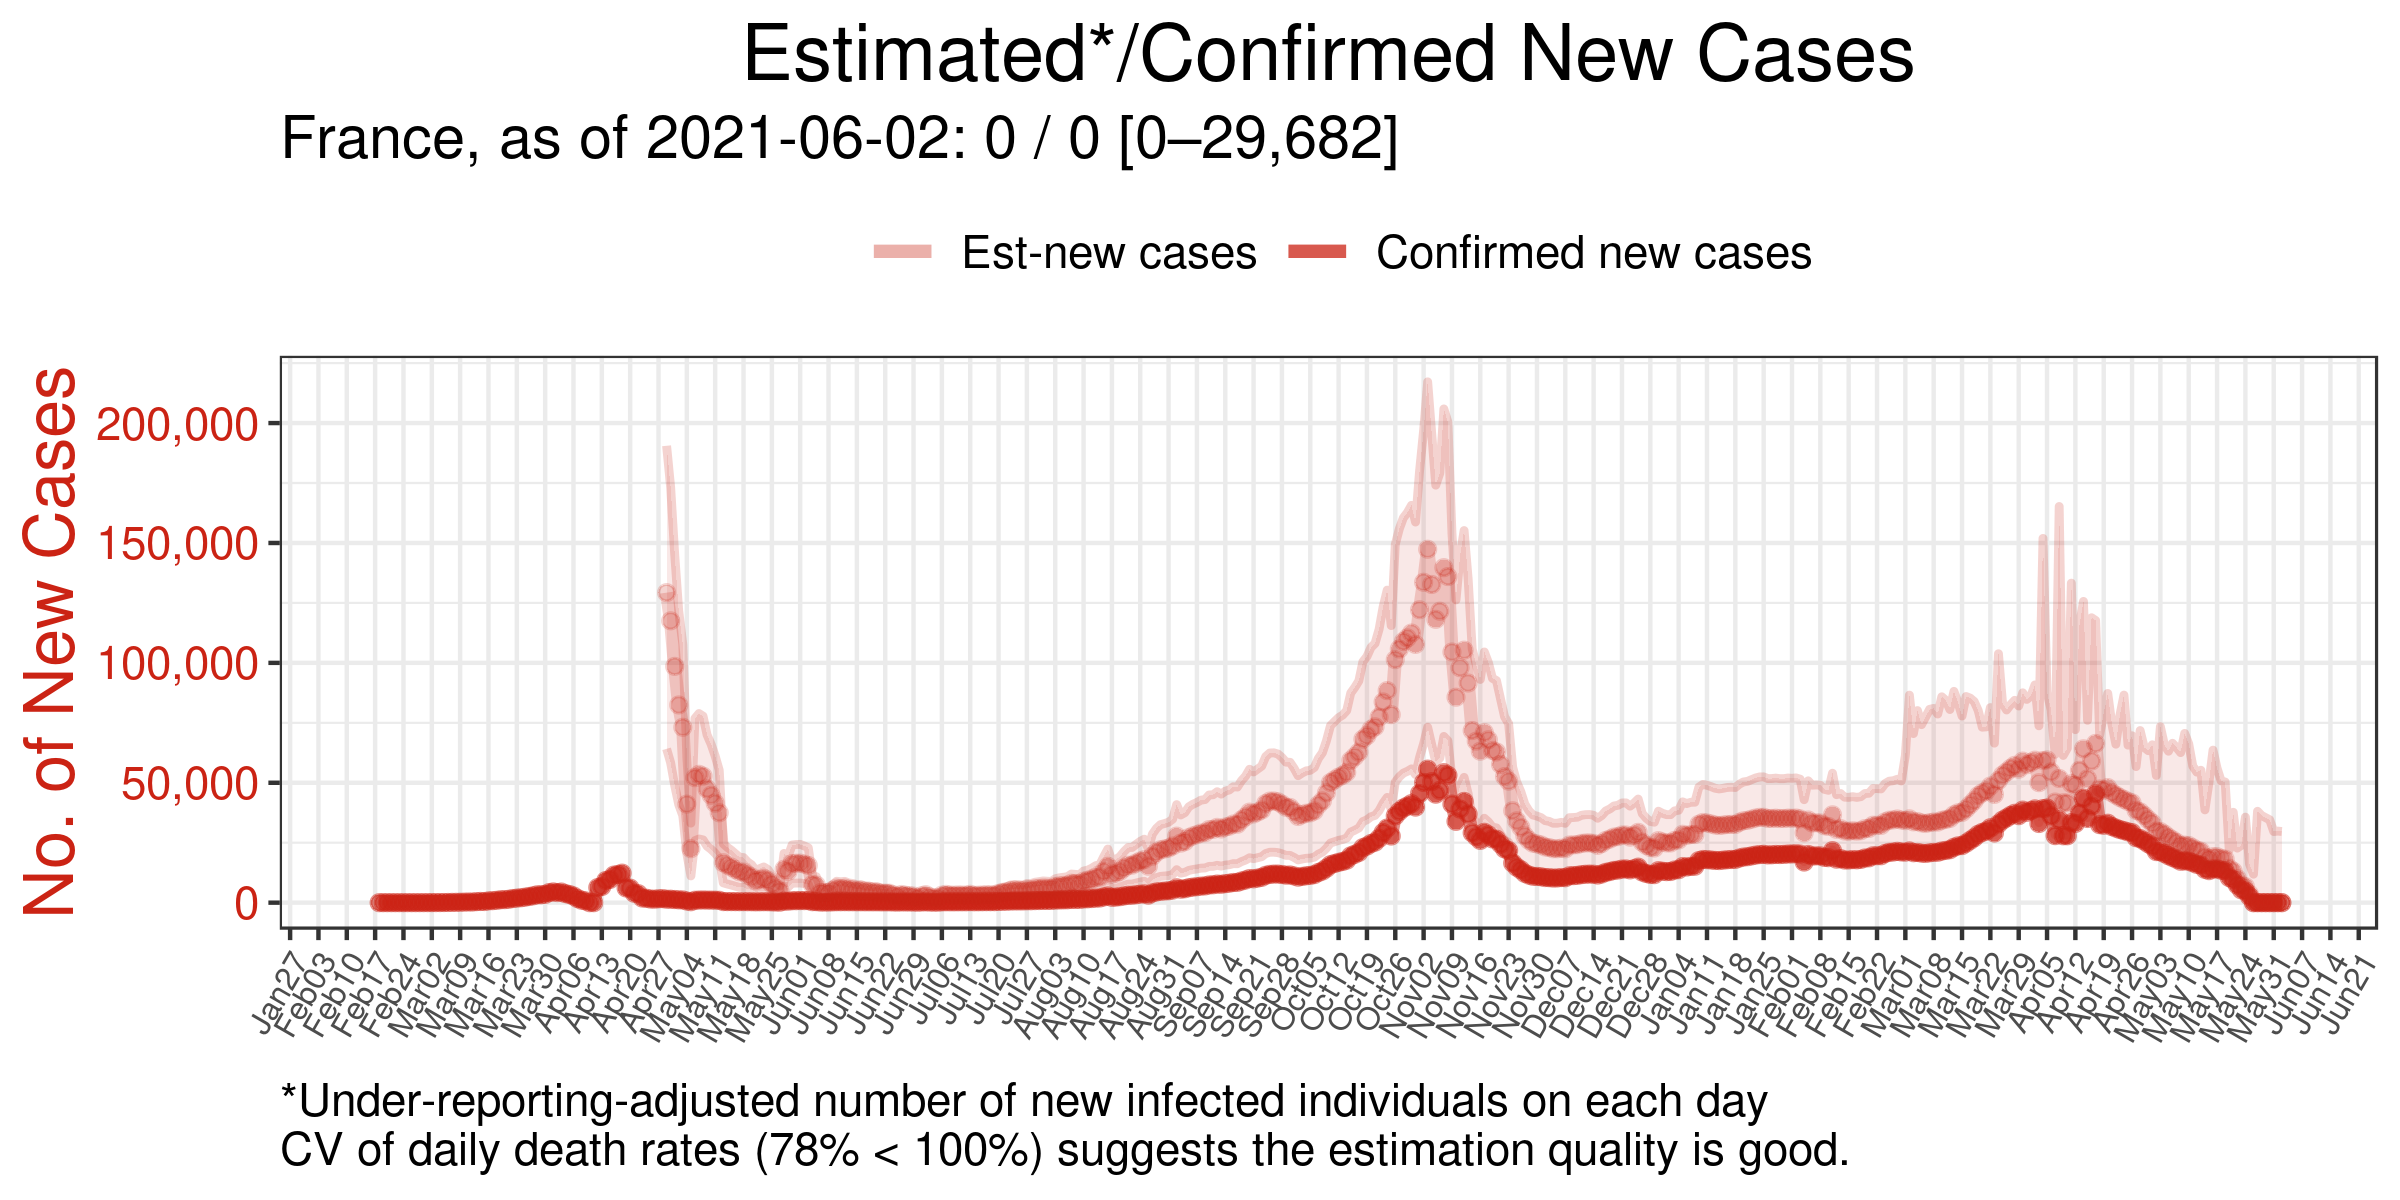 Estimated*/Confirmed New Cases
France, as of 2021-06-02: 0 / 0 [0–29,682]
Est-new cases Confirmed new cases
No. of New Cases
200,000
150,000
100,000
50,000
0
Jan27 Feb03 Feb10 Feb17 Feb24 Mar02 Mar09 Mar16 Mar23 Mar30 Apr06 Apr13 Apr20 Apr27 May04 May11 May18 May25 Jun01 Jun08 Jun15 Jun22 Jun29 Jul06 Jul13 Jul20 Jul27 Aug03 Aug10 Aug17 Aug24 Aug31 Sep07 Sep14 Sep21 Sep28 Oct05 Oct12 Oct19 Oct26 Nov02 Nov09 Nov16 Nov23 Nov30 Dec07 Dec14 Dec21 Dec28 Jan04 Jan11 Jan18 Jan25 Feb01 Feb08 Feb15 Feb22 Mar01 Mar08 Mar15 Mar22 Mar29 Apr05 Apr12 Apr19 Apr26 May03 May10 May17 May24 May31 Jun07 Jun14 Jun21
*Under-reporting-adjusted number of new infected individuals on each day
CV of daily death rates (78% < 100%) suggests the estimation quality is good.